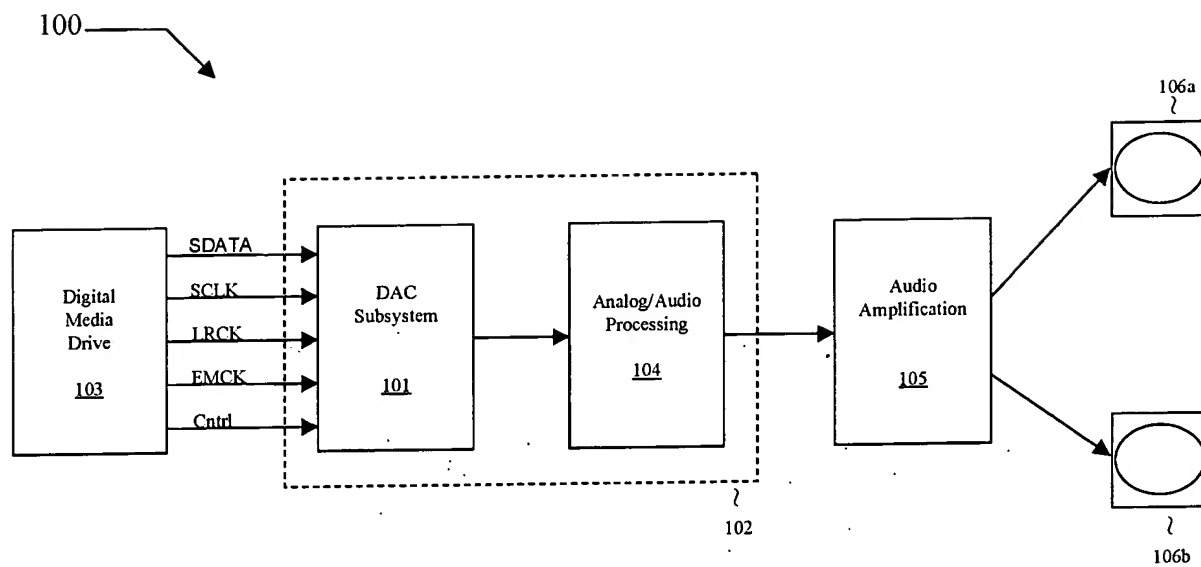 100
106a
SDATA
SCLK
LRCK
EMCK
Cntrl
Digital
Media
Drive
103
DAC
Subsystem
101
Analog/Audio
Processing
104
Audio
Amplification
105
102
106b